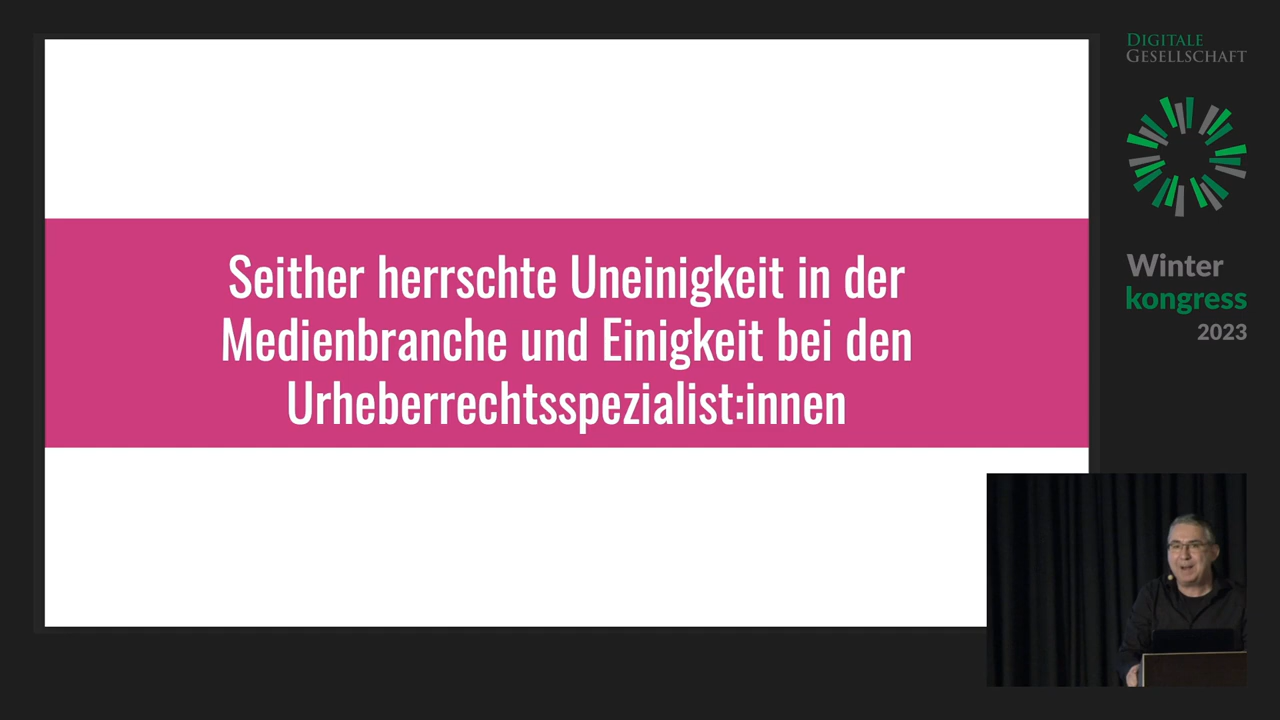 Seither herrschte Uneinigkeit in der
Medienbranche und Einigkeit bei den
Urheberrechtsspezialist:innen
DIGITALE
GESELLSCHAFT
Winter
kongress
2023